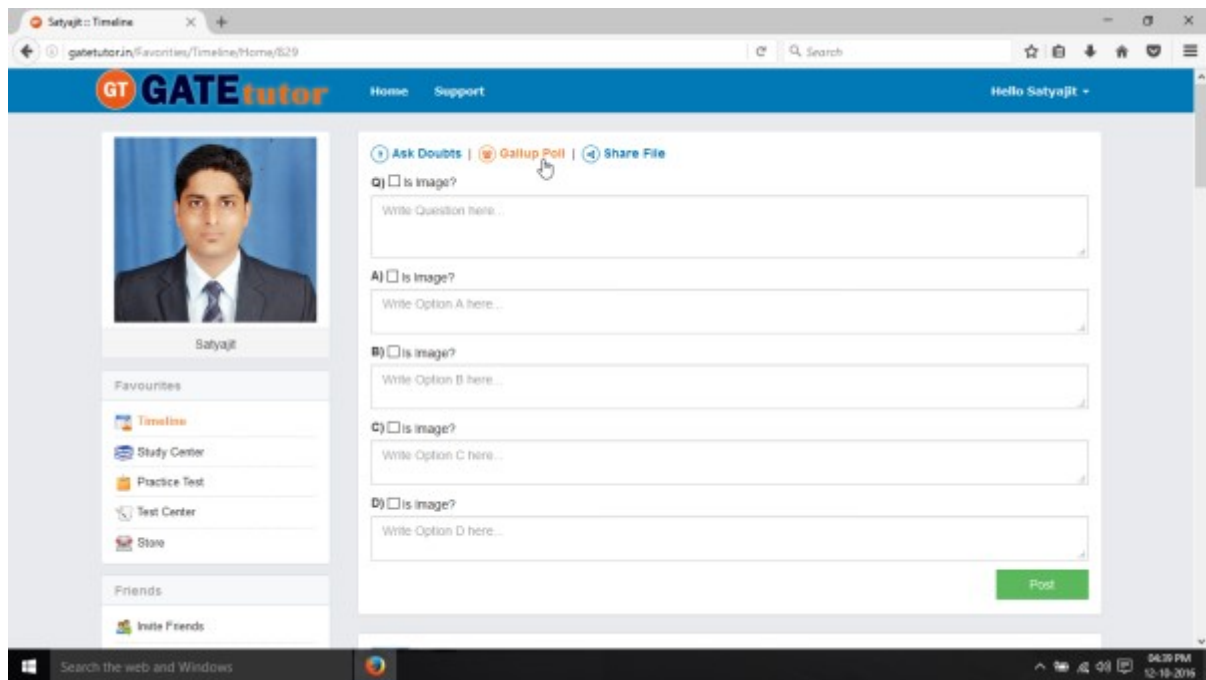 Satyajit :: Timeline
gatetutor.in/Favorities/Timeline/Home/829
Search
GT GATEtutor
Home Support
Hello Satyajit
Ask Doubts | Gallup Poll | Share File
Q) Is Image?
Write Question here...
A) Is Image?
Write Option A here...
B) Is Image?
Write Option B here...
C) Is Image?
Write Option C here...
D) Is Image?
Write Option D here...
Post
Satyajit
Favourites
Timeline
Study Center
Practice Test
Test Center
Store
Friends
Invite Friends
Search the web and Windows
04:39 PM
12-10-2016